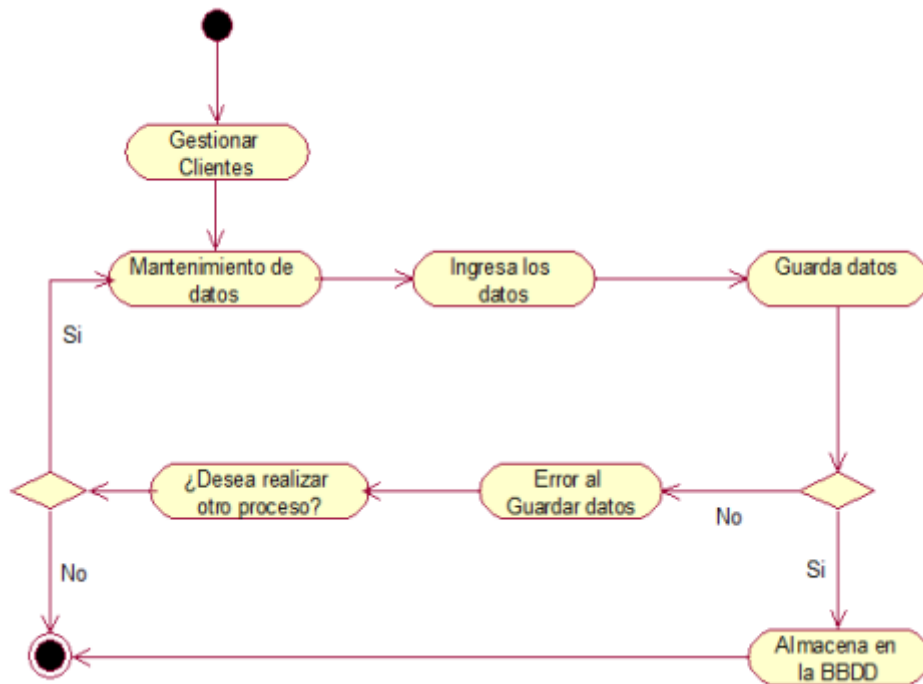 Gestionar
Clientes
Mantenimiento de
datos
Ingresa los
datos
Guarda datos
Si
¿Desea realizar
otro proceso?
Error al
Guardar datos
No
No
Si
Almacena en
la BBDD